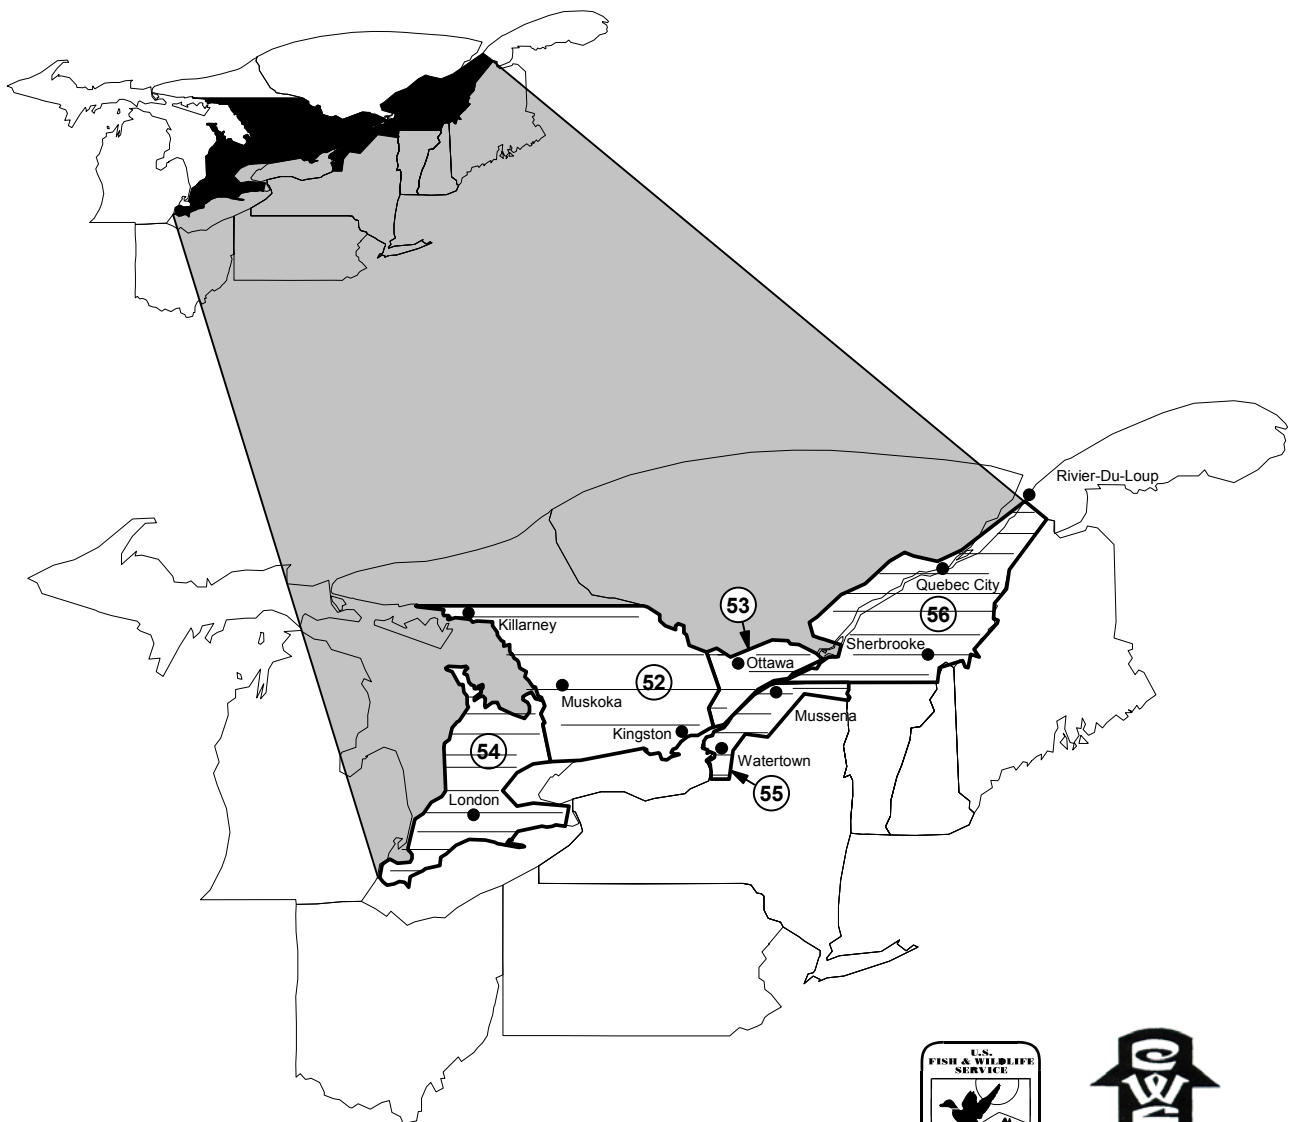 Rivier-Du-Loup
Quebec City
53
56
Killarney
Sherbrooke
Ottawa
52
Muskoka
Mussena
Kingston
54
Watertown
55
London
U.S.
FISH & WILDLIFE
SERVICE
CWS